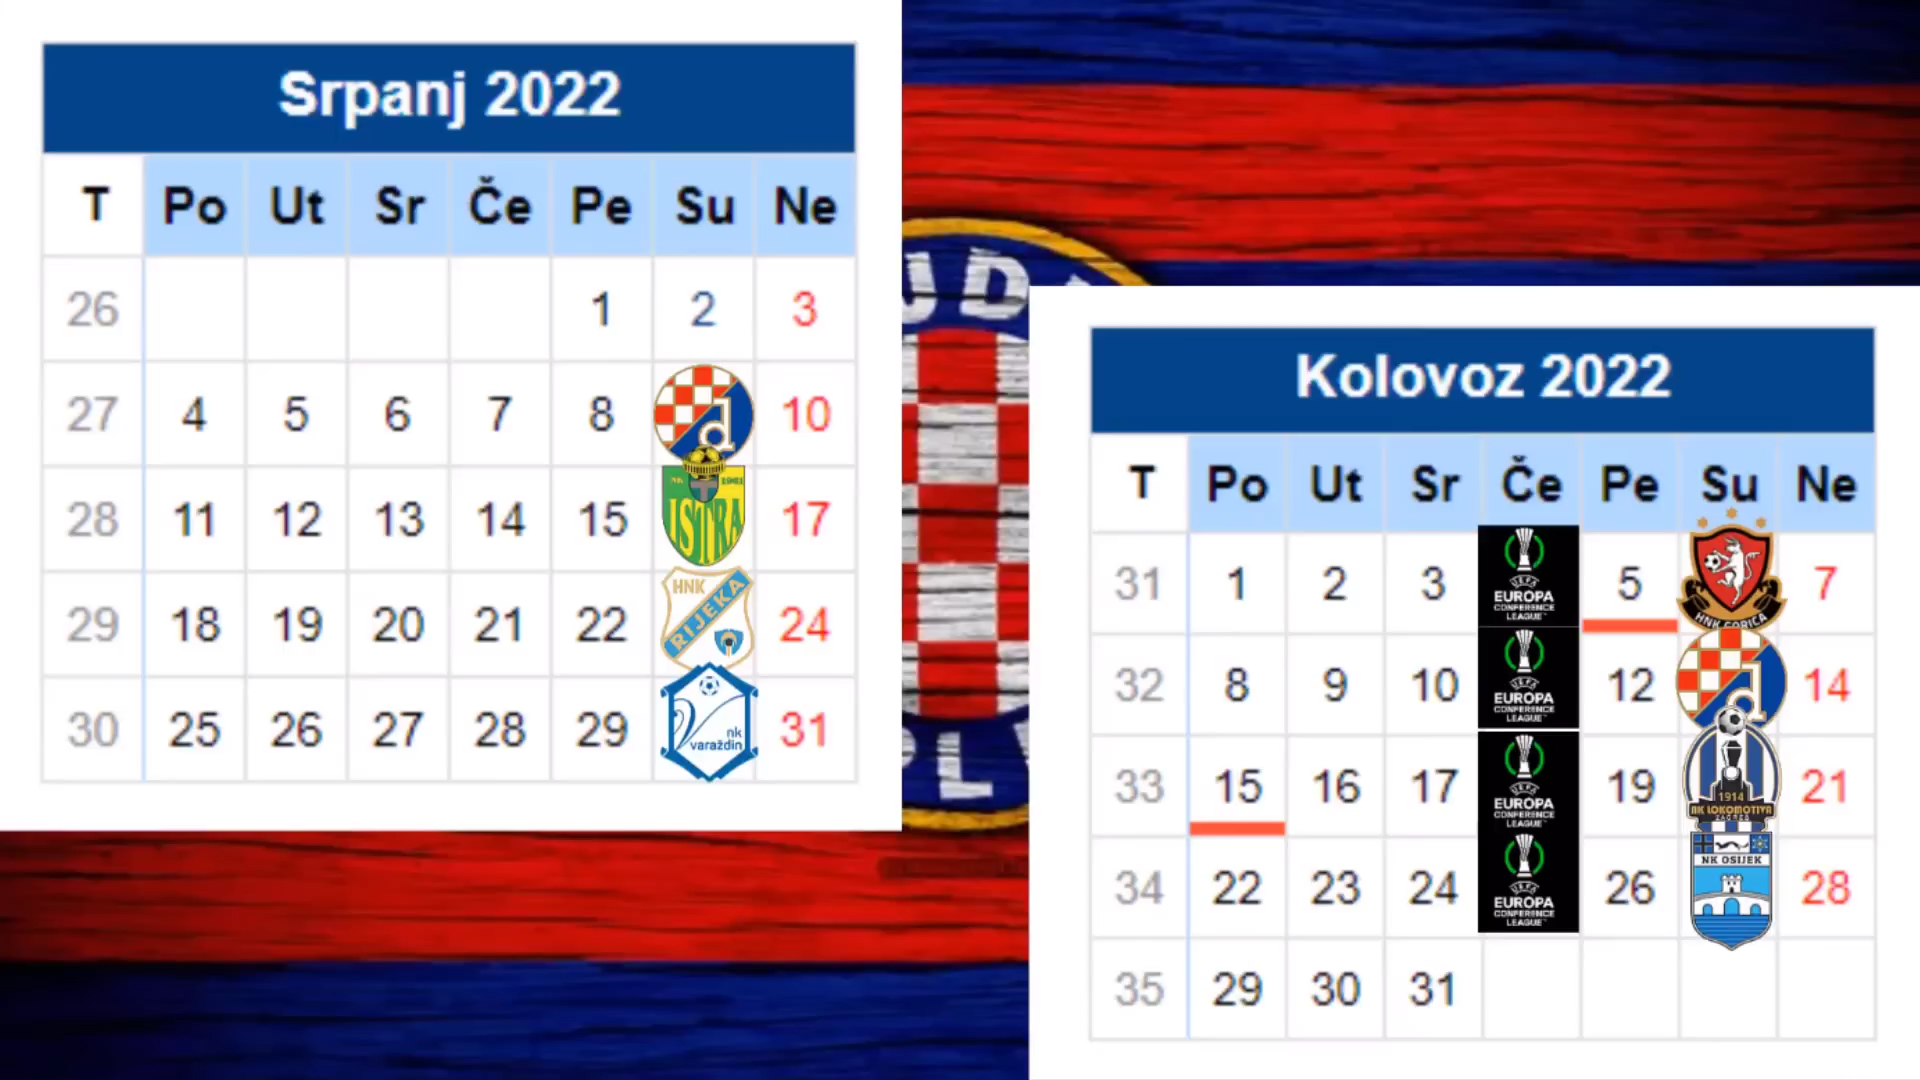 Srpanj 2022
T Po Ut Sr Če Pe Su Ne
26 1 2 3
27 4 5 6 7 8 10
28 11 12 13 14 15 ISTRA 17
29 18 19 20 21 22 HNK RIJEKA 24
30 25 26 27 28 29 nk varaždin 31
UD
PL
Kolovoz 2022
T Po Ut Sr Če Pe Su Ne
31 1 2 3 UEFA EUROPA CONFERENCE LEAGUE 5 HNK GORICA 7
32 8 9 10 UEFA EUROPA CONFERENCE LEAGUE 12 14
33 15 16 17 UEFA EUROPA CONFERENCE LEAGUE 19 1914 NK LOKOMOTIVA ZAGREB 21
34 22 23 24 UEFA EUROPA CONFERENCE LEAGUE 26 NK OSIJEK 28
35 29 30 31